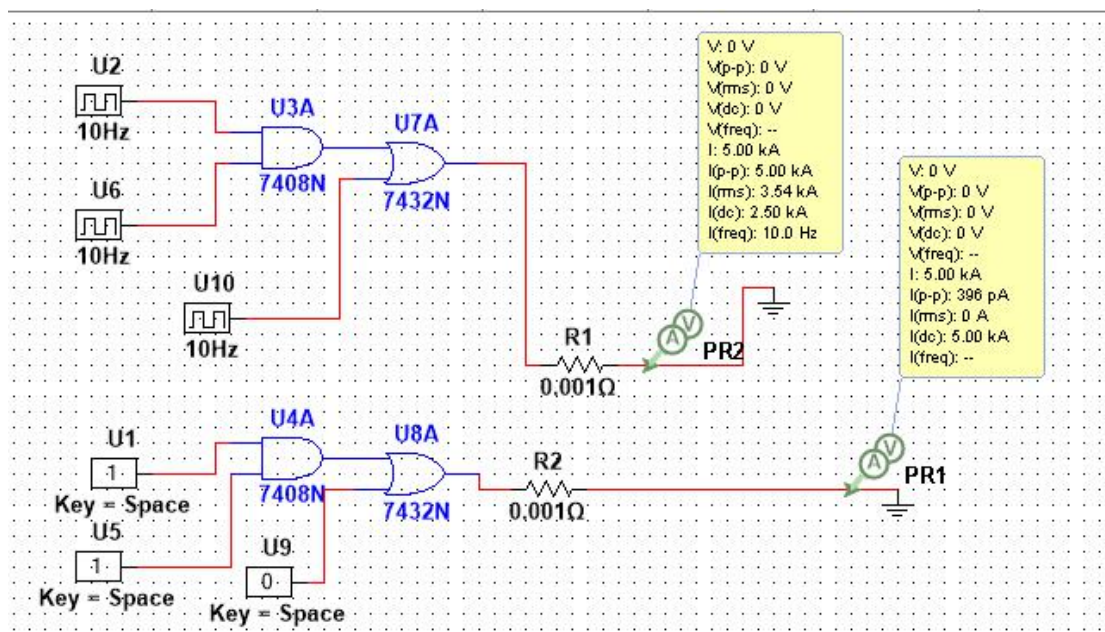 U2
10Hz
U3A
7408N
U7A
7432N
U6
10Hz
U10
10Hz
R1
0.001Ω
PR2
V: 0 V
V(p-p): 0 V
V(rms): 0 V
V(dc): 0 V
V(freq): --
I: 5.00 kA
I(p-p): 5.00 kA
I(rms): 3.54 kA
I(dc): 2.50 kA
I(freq): 10.0 Hz
V: 0 V
V(p-p): 0 V
V(rms): 0 V
V(dc): 0 V
V(freq): --
I: 5.00 kA
I(p-p): 396 pA
I(rms): 0 A
I(dc): 5.00 kA
I(freq): --
A V
U1
1
Key = Space
U4A
7408N
U8A
7432N
R2
0.001Ω
A V
PR1
U5
1
Key = Space
U9
0
Key = Space